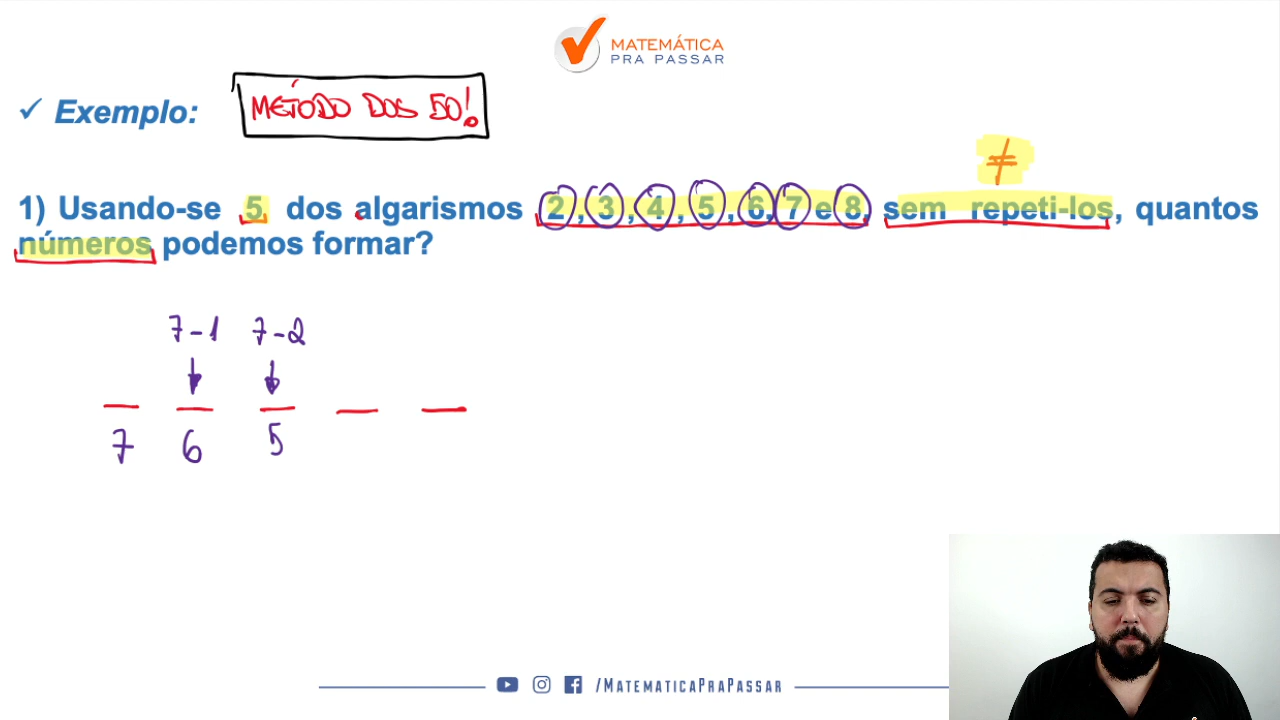 MATEMÁTICA
PRA PASSAR
✓ Exemplo: MÉTODO DOS 50!
≠
1) Usando-se 5 dos algarismos 2, 3, 4, 5, 6, 7 e 8, sem repeti-los, quantos
números podemos formar?
7-1 7-2
7 6 5
/MatematicaPraPassar